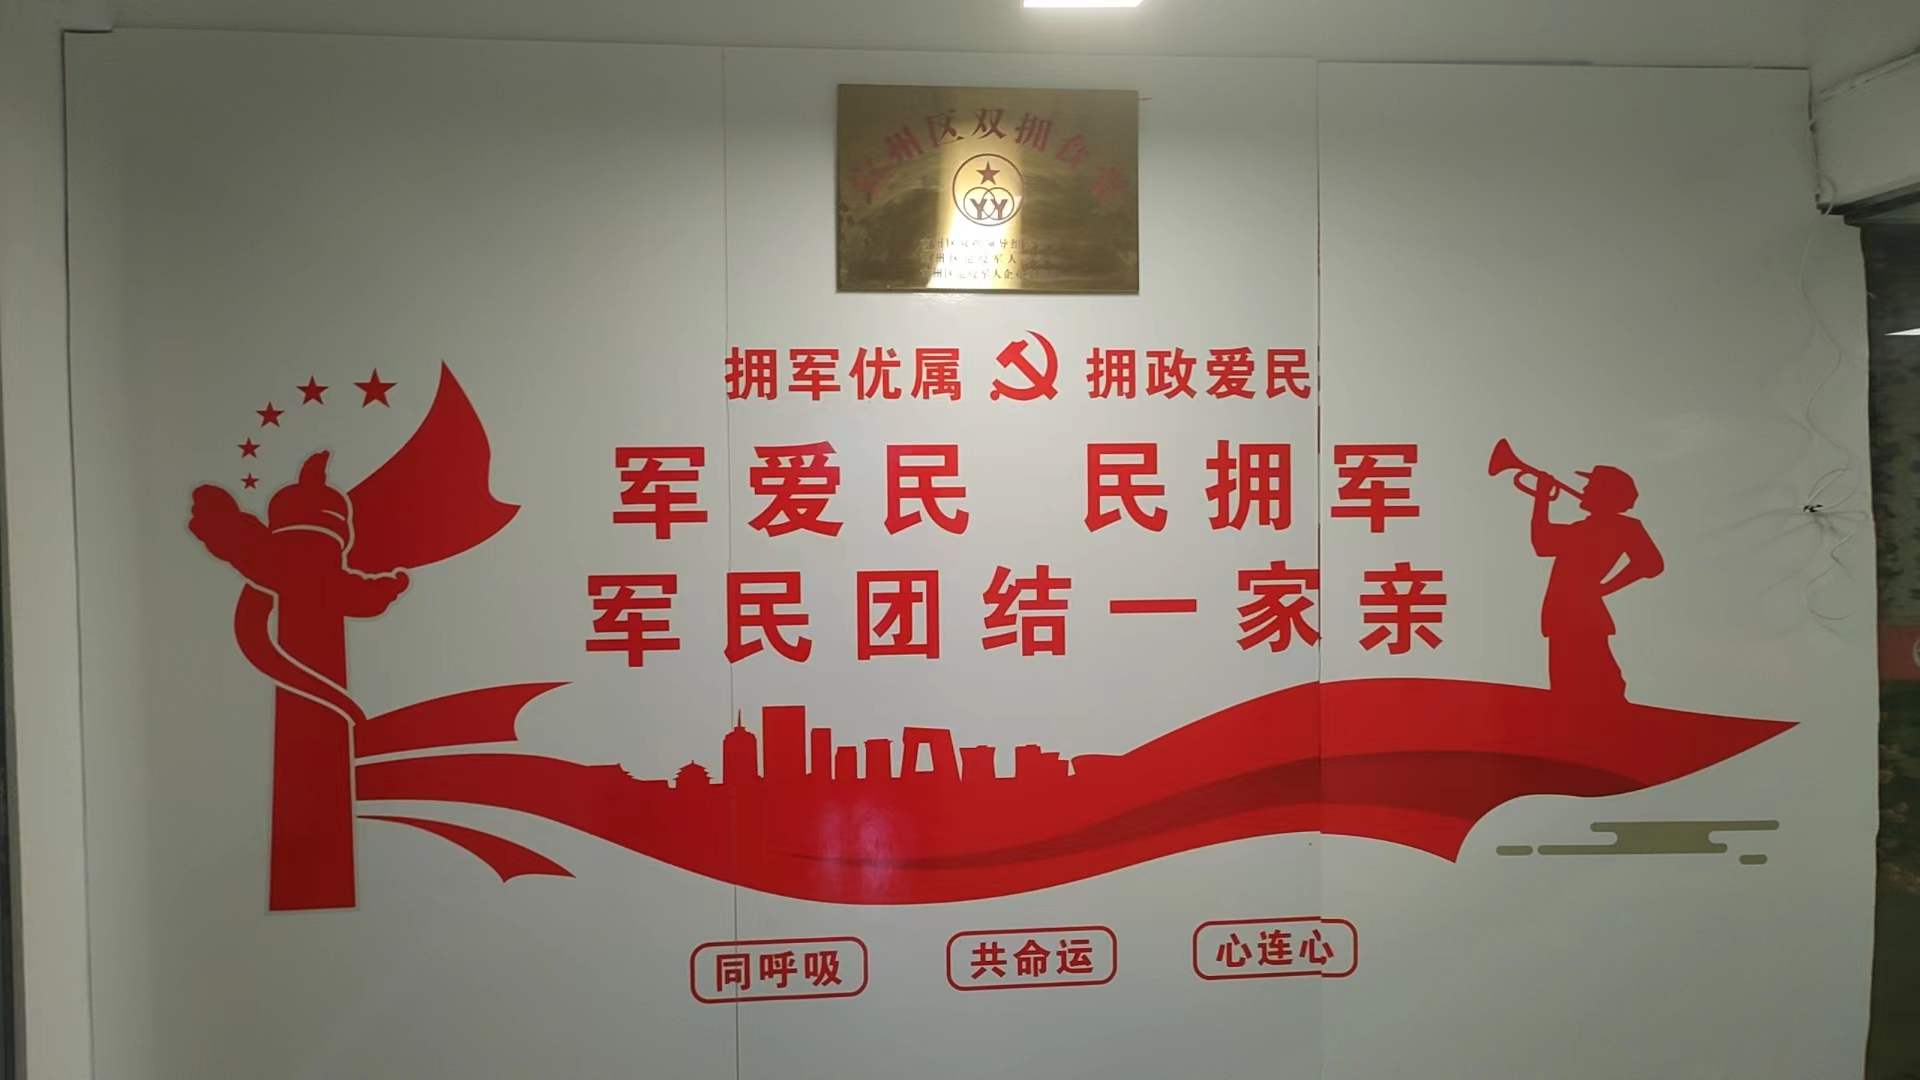 州区双拥
YY
拥军优属 拥政爱民
军爱民 民拥军
军民团结一家亲
同呼吸 共命运 心连心